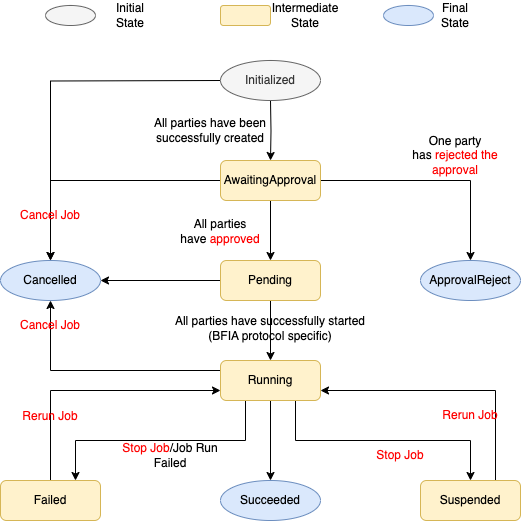 Initial
State
Intermediate
State
Final
State
Initialized
All parties have been
successfully created
One party
has rejected the
approval
AwaitingApproval
Cancel Job
All parties
have approved
Cancelled
Pending
ApprovalReject
All parties have successfully started
(BFIA protocol specific)
Cancel Job
Running
Rerun Job
Rerun Job
Stop Job/Job Run
Failed
Stop Job
Failed
Succeeded
Suspended